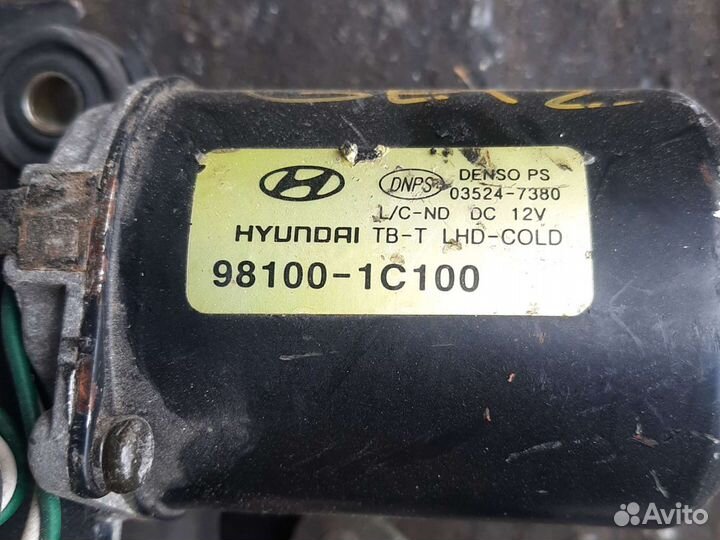 DNPS DENSO PS
03524-7380
L/C-ND DC 12V
HYUNDAI TB-T LHD-COLD
98100-1C100
Avito